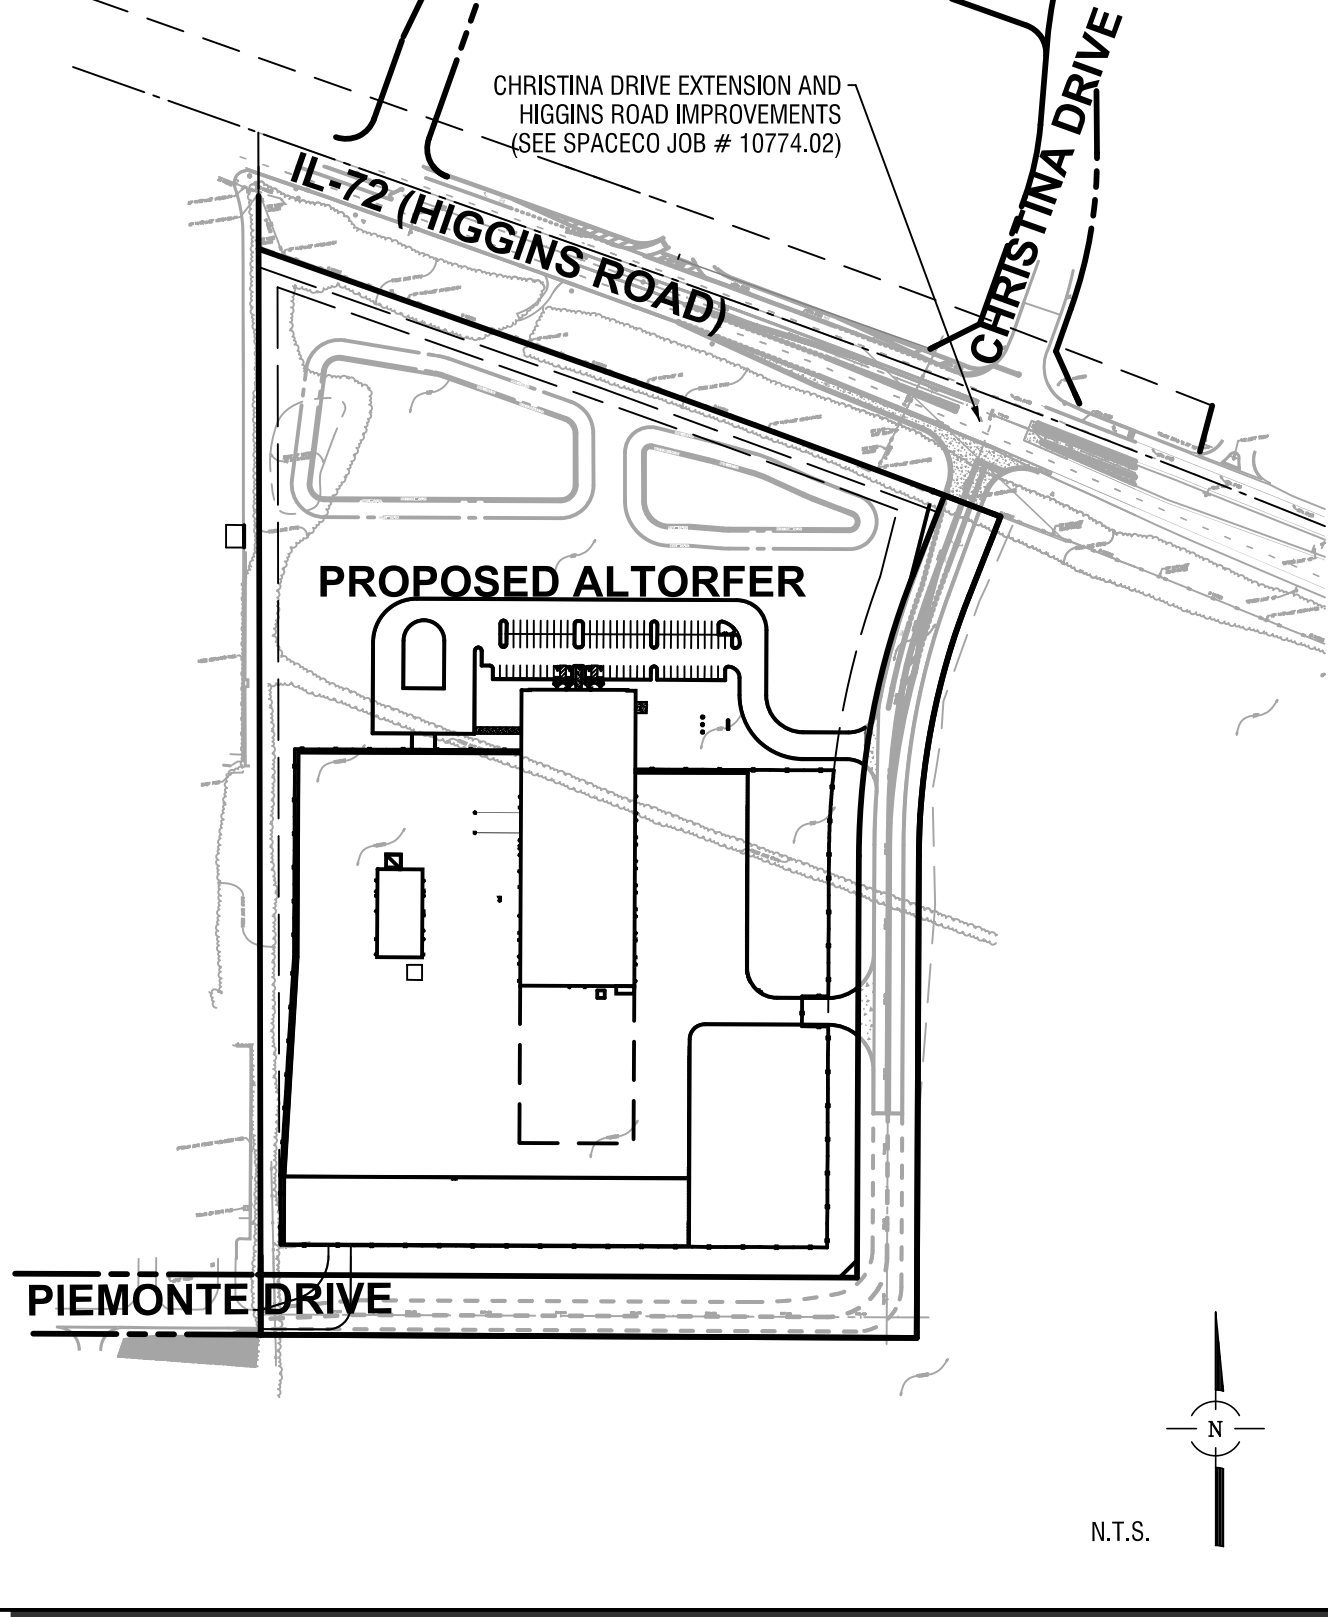 CHRISTINA DRIVE EXTENSION AND
HIGGINS ROAD IMPROVEMENTS
(SEE SPACECO JOB # 10774.02)
CHRISTINA DRIVE
IL-72 (HIGGINS ROAD)
PROPOSED ALTORFER
PIEMONTE DRIVE
N
N.T.S.